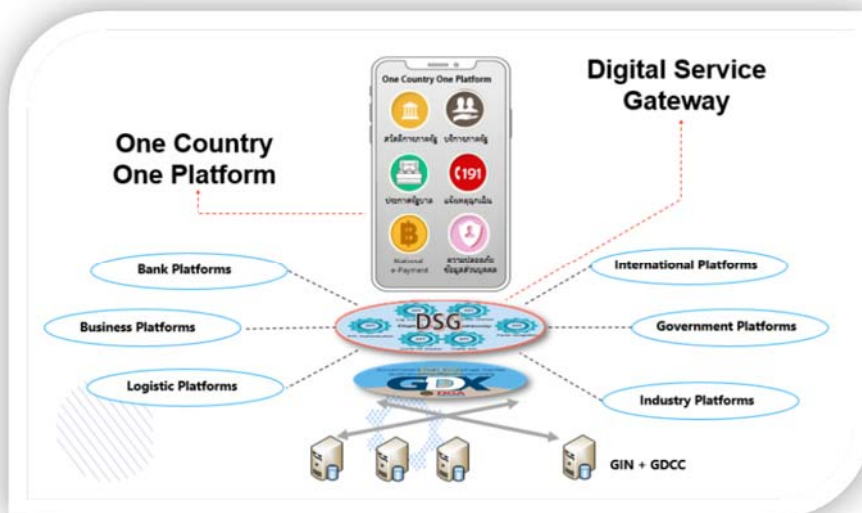 One Country
One Platform
Digital Service
Gateway
One Country One Platform
สวัสดิการภาครัฐ
บริการภาครัฐ
ประกาศรัฐบาล
191
แจ้งเหตุฉุกเฉิน
National
e-Payment
ความปลอดภัย
ข้อมูลส่วนบุคคล
Bank Platforms
International Platforms
Business Platforms
DSG
Government Platforms
Logistic Platforms
GDX
DGA
Industry Platforms
GIN + GDCC